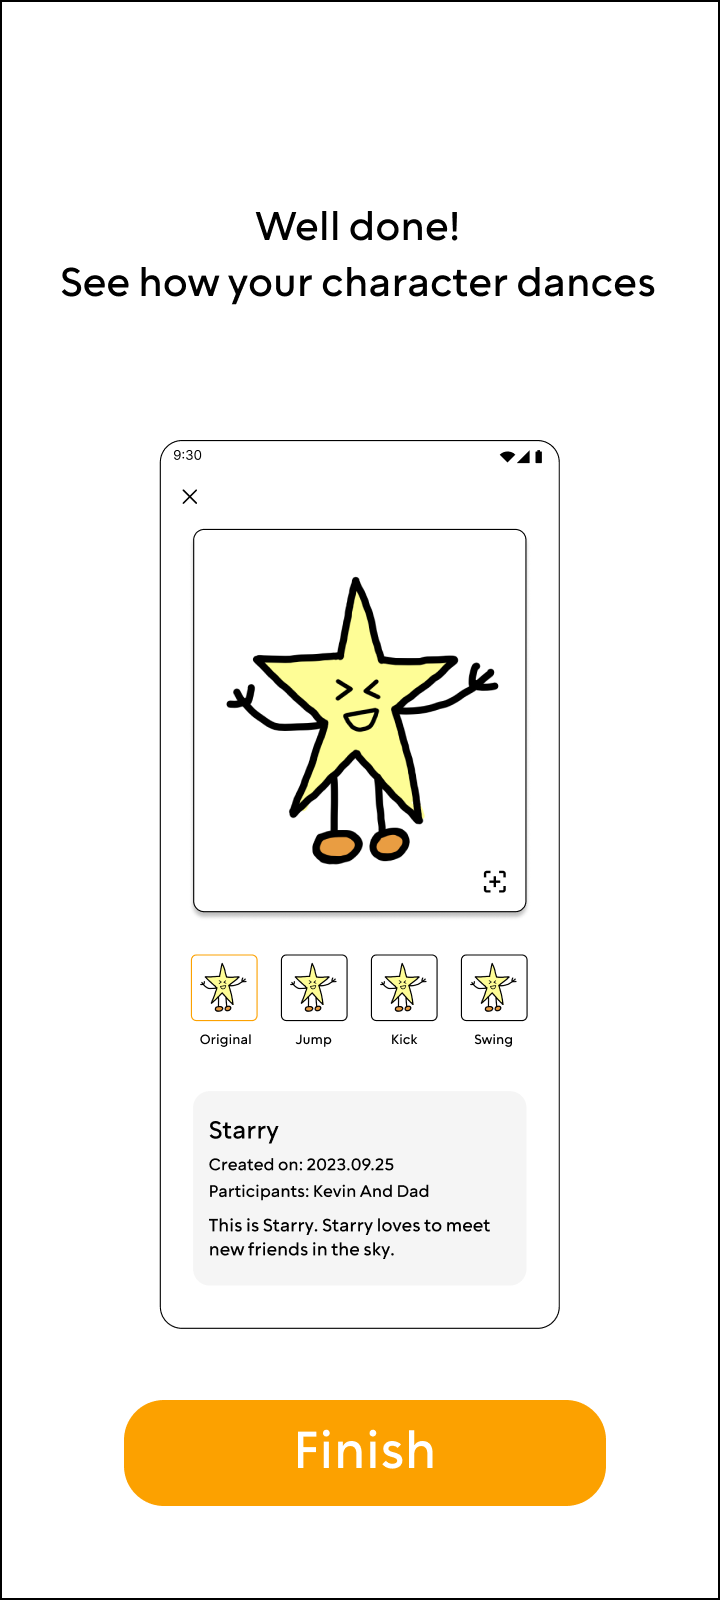 Well done!
See how your character dances
9:30
Original
Jump
Kick
Swing
Starry
Created on: 2023.09.25
Participants: Kevin And Dad
This is Starry. Starry loves to meet
new friends in the sky.
Finish